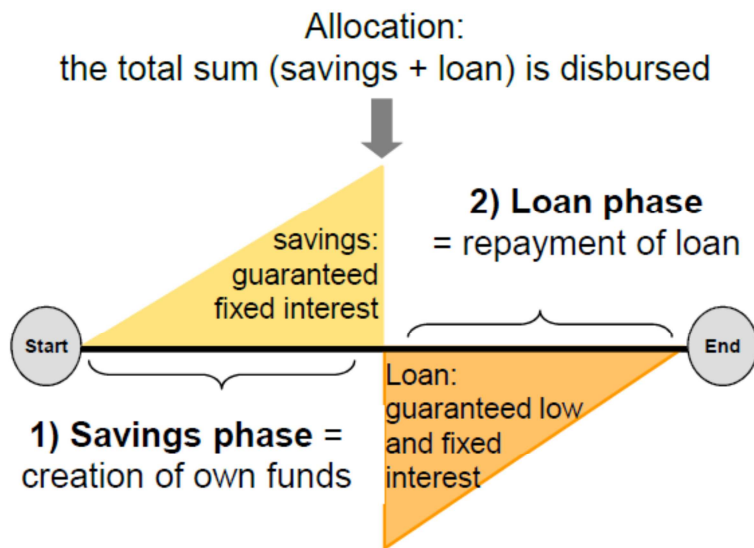 Allocation:
the total sum (savings + loan) is disbursed
2) Loan phase
= repayment of loan
savings:
guaranteed
fixed interest
Start
End
1) Savings phase =
creation of own funds
Loan:
guaranteed low
and fixed
interest